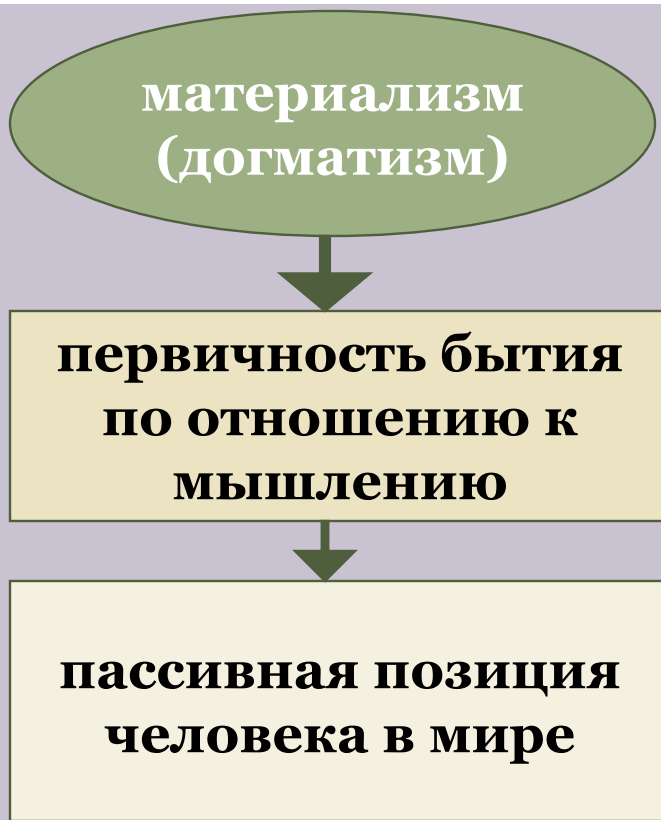 материализм
(догматизм)
первичность бытия
по отношению к
мышлению
пассивная позиция
человека в мире